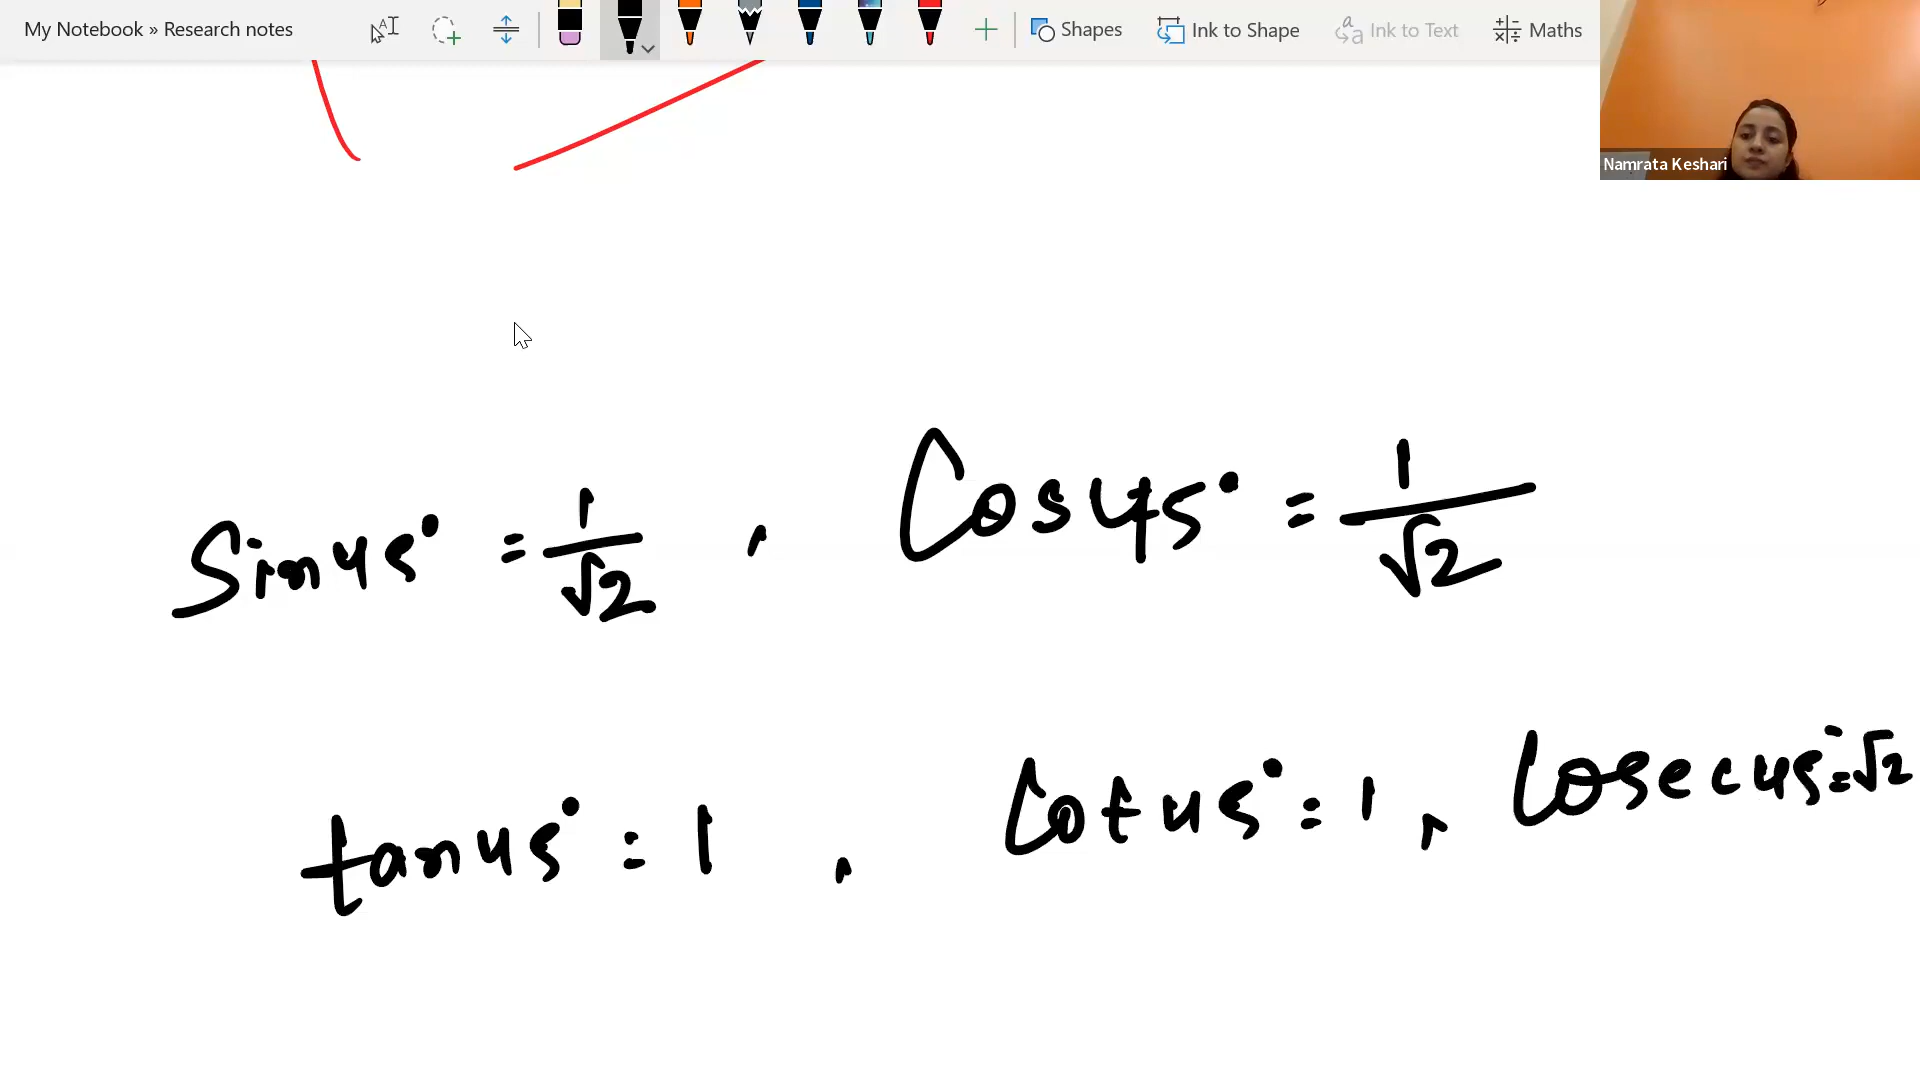 My Notebook » Research notes
Shapes
Ink to Shape
Ink to Text
Maths
Namrata Keshari
Sin45° = 1/√2 , Cos45° = 1/√2
tan45° = 1 , Cot45° = 1 , Cosec45° = √2